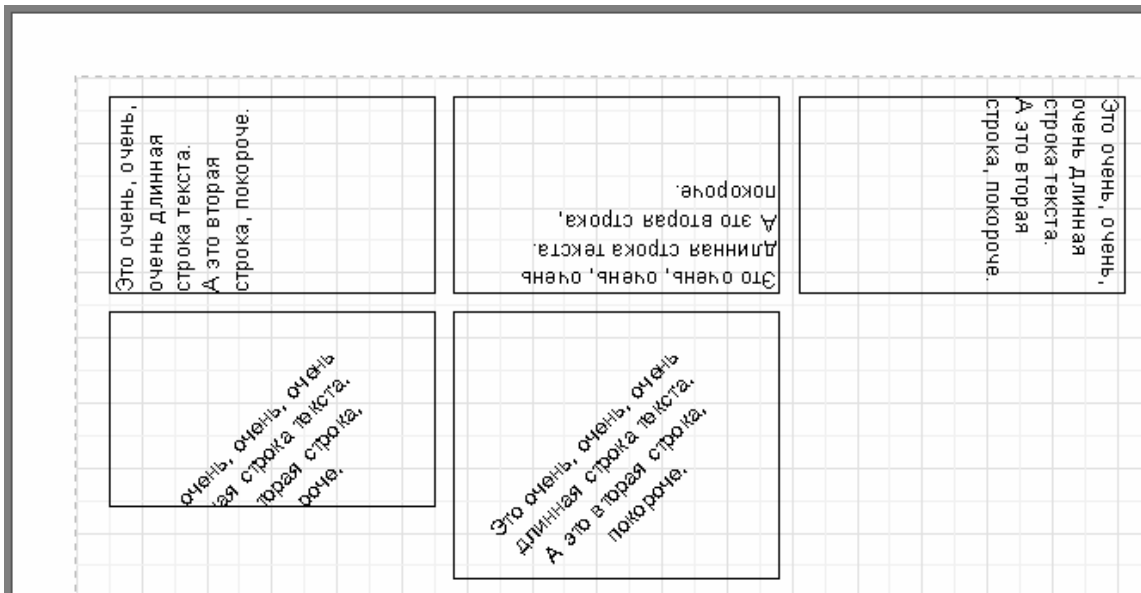 Это очень, очень,
очень длинная
строка текста.
А это вторая
строка, покороче.
Это очень, очень, очень
длинная строка текста.
А это вторая строка,
покороче.
Это очень, очень,
очень длинная
строка текста.
А это вторая
строка, покороче.
очень, очень, очень
ая строка текста.
торая строка,
роче.
Это очень, очень, очень
длинная строка текста.
А это вторая строка,
покороче.